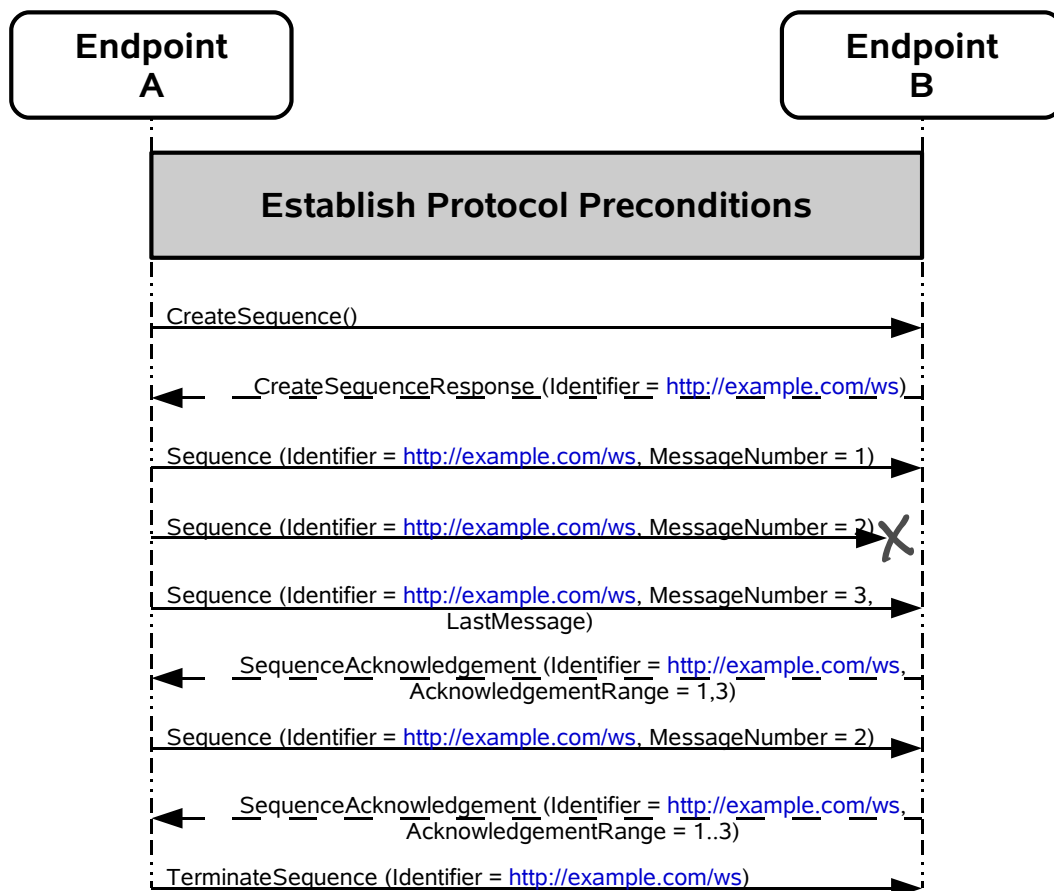 Endpoint
A
Endpoint
B
Establish Protocol Preconditions
CreateSequence()
CreateSequenceResponse (Identifier = http://example.com/ws)
Sequence (Identifier = http://example.com/ws, MessageNumber = 1)
Sequence (Identifier = http://example.com/ws, MessageNumber = 2)
Sequence (Identifier = http://example.com/ws, MessageNumber = 3,
LastMessage)
SequenceAcknowledgement (Identifier = http://example.com/ws,
AcknowledgementRange = 1,3)
Sequence (Identifier = http://example.com/ws, MessageNumber = 2)
SequenceAcknowledgement (Identifier = http://example.com/ws,
AcknowledgementRange = 1..3)
TerminateSequence (Identifier = http://example.com/ws)